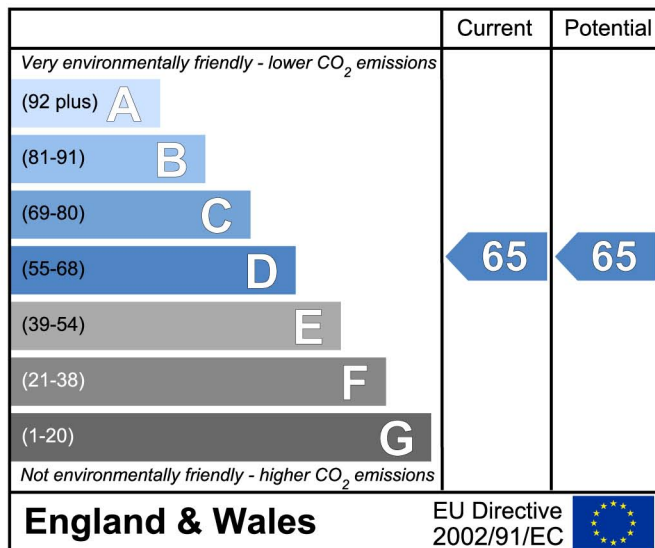 Current Potential
Very environmentally friendly - lower CO2 emissions
(92 plus) A
(81-91) B
(69-80) C
(55-68) D 65 65
(39-54) E
(21-38) F
(1-20) G
Not environmentally friendly - higher CO2 emissions
England & Wales
EU Directive
2002/91/EC